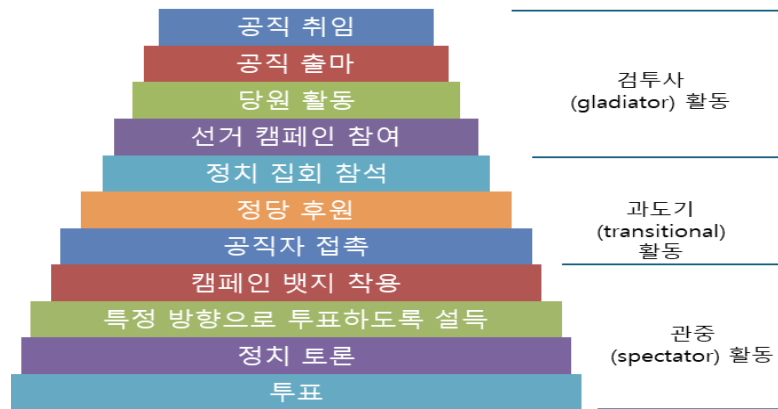 공직 취임
공직 출마
당원 활동
선거 캠페인 참여
정치 집회 참석
정당 후원
공직자 접촉
캠페인 뱃지 착용
특정 방향으로 투표하도록 설득
정치 토론
투표
검투사
(gladiator) 활동
과도기
(transitional)
활동
관중
(spectator) 활동